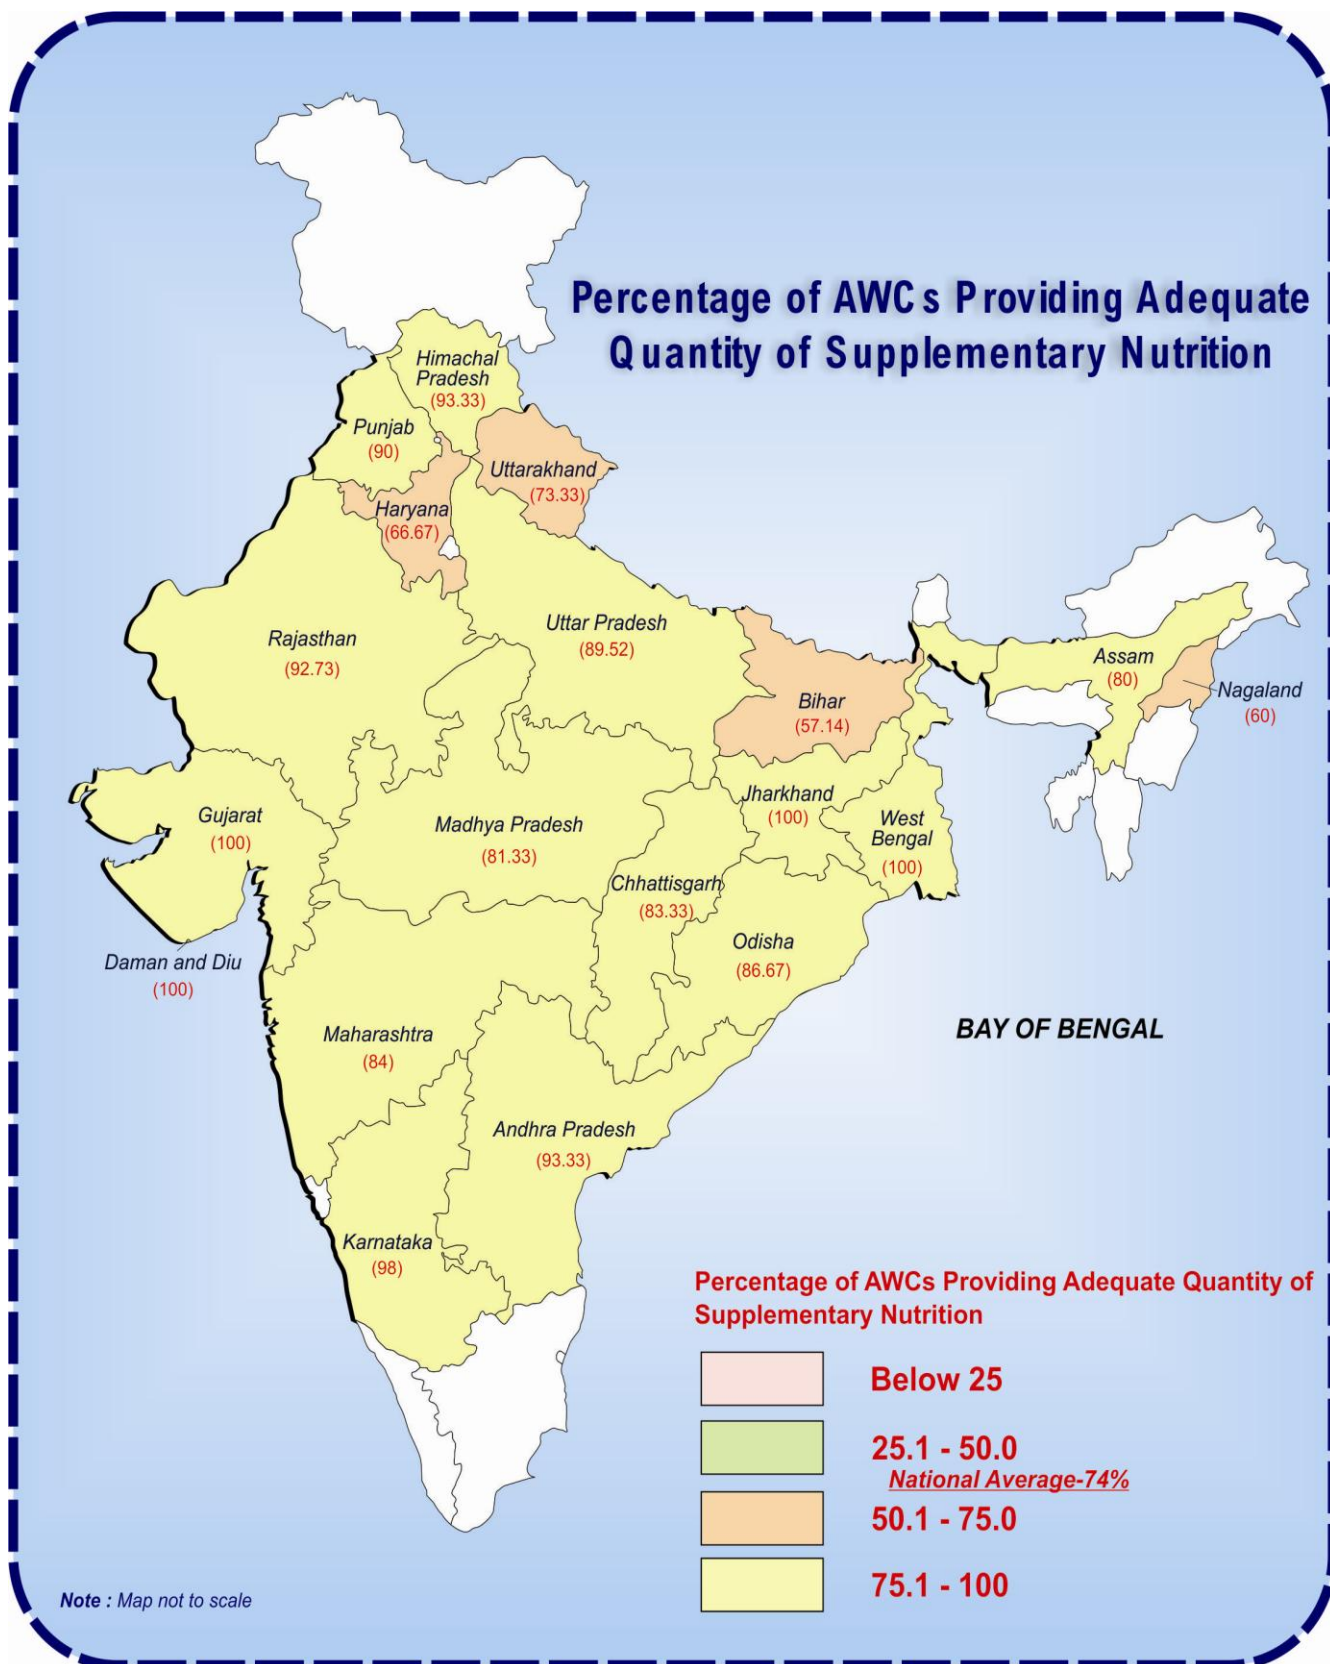 Percentage of AWCs Providing Adequate
Quantity of Supplementary Nutrition
Himachal
Pradesh
(93.33)
Punjab
(90)
Uttarakhand
(73.33)
Haryana
(66.67)
Rajasthan
(92.73)
Uttar Pradesh
(89.52)
Bihar
(57.14)
Assam
(80)
Nagaland
(60)
Gujarat
(100)
Madhya Pradesh
(81.33)
Jharkhand
(100)
West
Bengal
(100)
Chhattisgarh
(83.33)
Odisha
(86.67)
Daman and Diu
(100)
Maharashtra
(84)
BAY OF BENGAL
Andhra Pradesh
(93.33)
Karnataka
(98)
Percentage of AWCs Providing Adequate Quantity of
Supplementary Nutrition
Below 25
25.1 - 50.0
National Average-74%
50.1 - 75.0
75.1 - 100
Note : Map not to scale